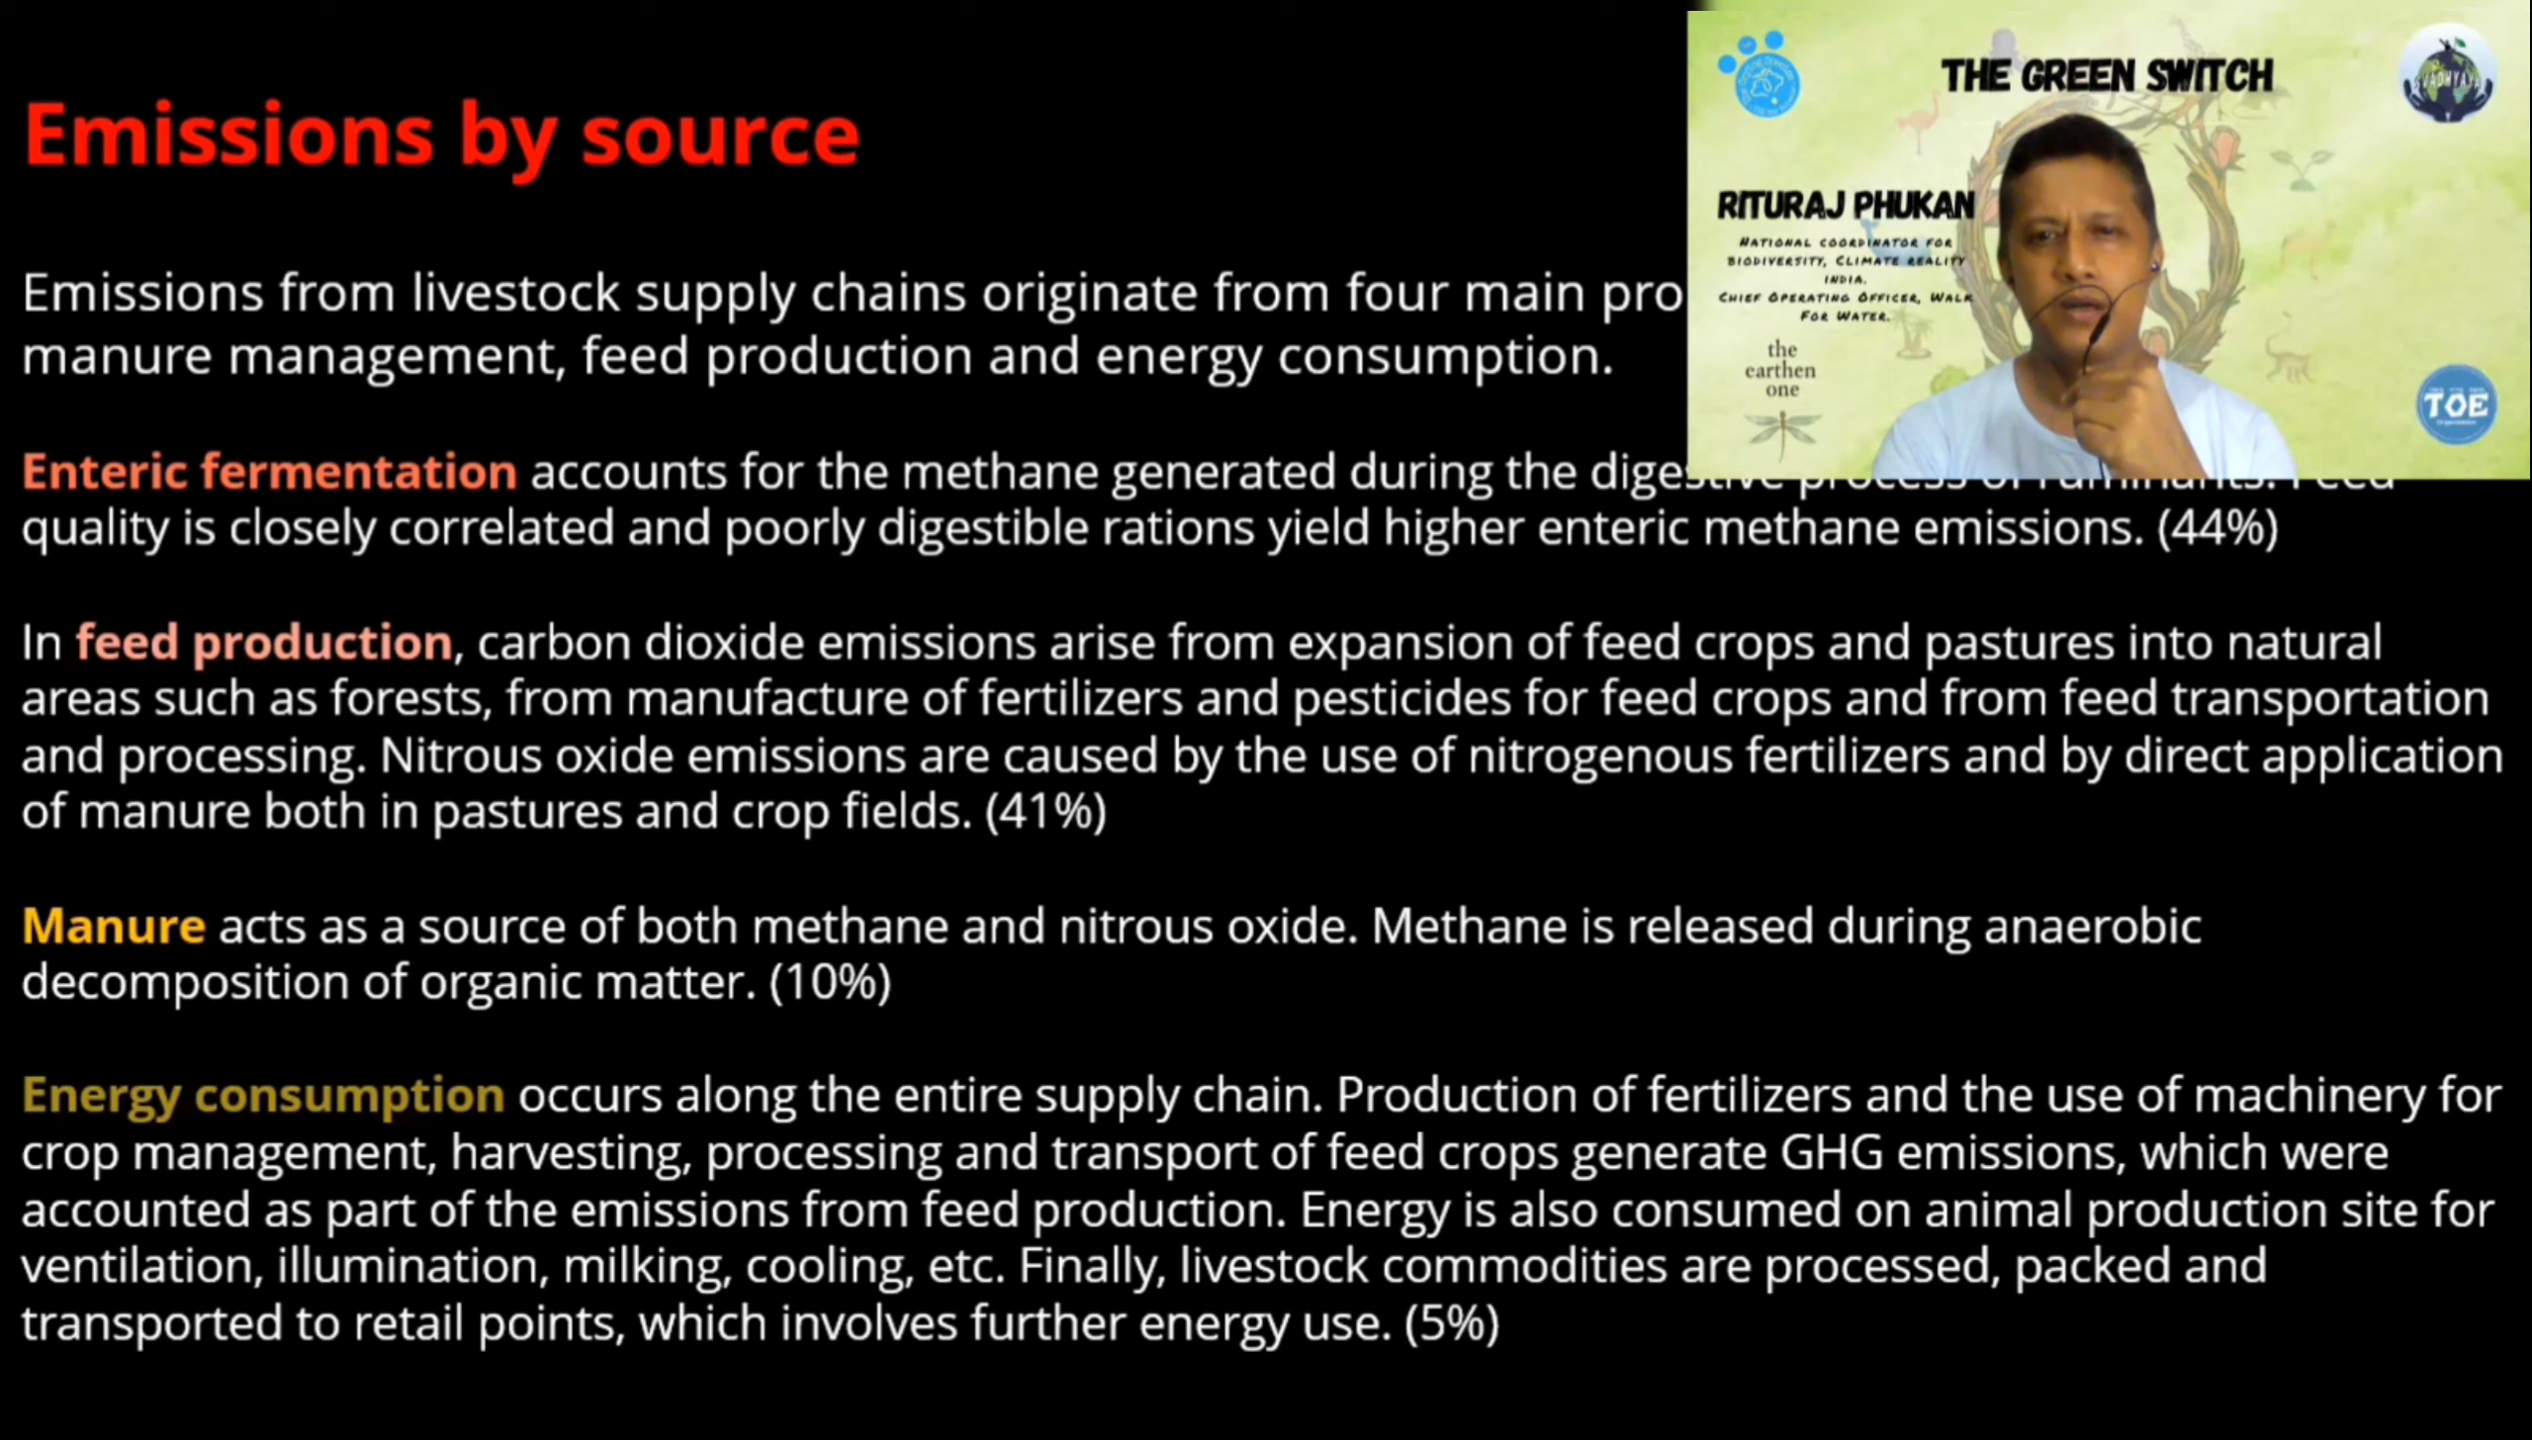 Emissions by source
Emissions from livestock supply chains originate from four main pro
manure management, feed production and energy consumption.
Enteric fermentation accounts for the methane generated during the digestive process of ruminants. Feed
quality is closely correlated and poorly digestible rations yield higher enteric methane emissions. (44%)
In feed production, carbon dioxide emissions arise from expansion of feed crops and pastures into natural
areas such as forests, from manufacture of fertilizers and pesticides for feed crops and from feed transportation
and processing. Nitrous oxide emissions are caused by the use of nitrogenous fertilizers and by direct application
of manure both in pastures and crop fields. (41%)
Manure acts as a source of both methane and nitrous oxide. Methane is released during anaerobic
decomposition of organic matter. (10%)
Energy consumption occurs along the entire supply chain. Production of fertilizers and the use of machinery for
crop management, harvesting, processing and transport of feed crops generate GHG emissions, which were
accounted as part of the emissions from feed production. Energy is also consumed on animal production site for
ventilation, illumination, milking, cooling, etc. Finally, livestock commodities are processed, packed and
transported to retail points, which involves further energy use. (5%)
THE GREEN SWITCH
RITURAJ PHUKAN
NATIONAL COORDINATOR FOR
BIODIVERSITY, CLIMATE REALITY
INDIA.
CHIEF OPERATING OFFICER, WALK
FOR WATER.
the
earthen
one
TOE